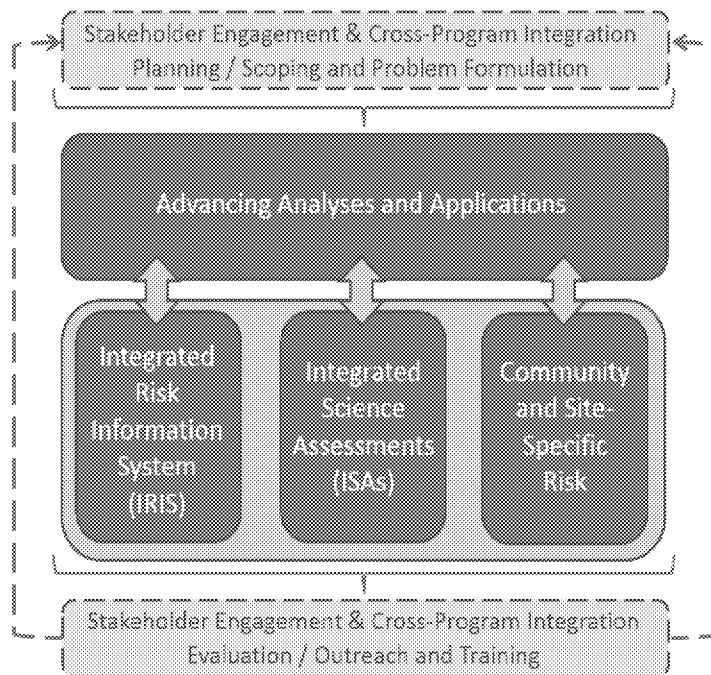 Stakeholder Engagement & Cross-Program Integration
Planning / Scoping and Problem Formulation
Advancing Analyses and Applications
Integrated
Risk
Information
System
(IRIS)
Integrated
Science
Assessments
(ISAs)
Community
and Site-
Specific
Risk
Stakeholder Engagement & Cross-Program Integration
Evaluation / Outreach and Training